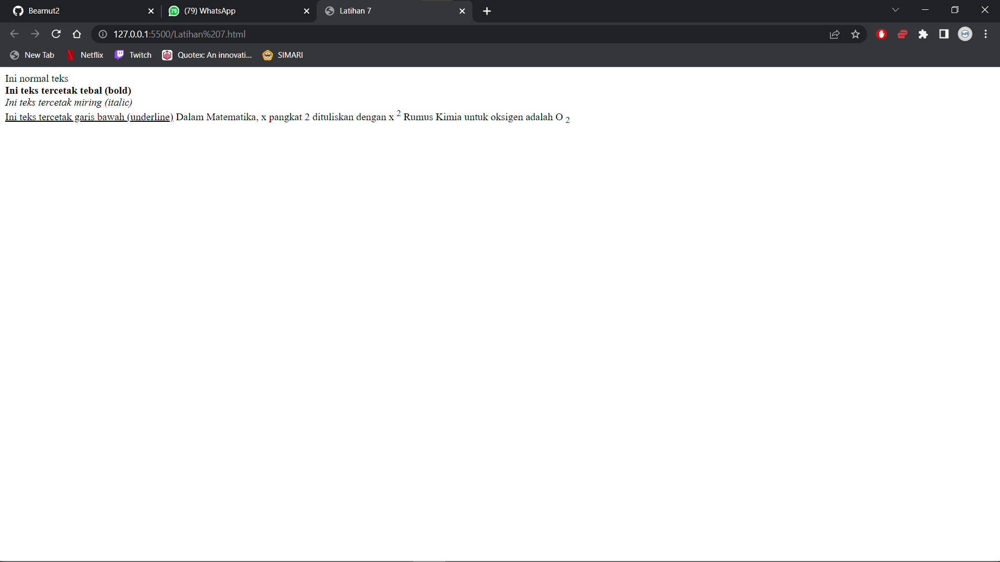 Bearnut2 (79) WhatsApp Latihan 7
127.0.0.1:5500/Latihan%207.html
New Tab Netflix Twitch Quotex: An innovati... SIMARI
Ini normal teks
Ini teks tercetak tebal (bold)
Ini teks tercetak miring (italic)
Ini teks tercetak garis bawah (underline) Dalam Matematika, x pangkat 2 dituliskan dengan x 2 Rumus Kimia untuk oksigen adalah O 2